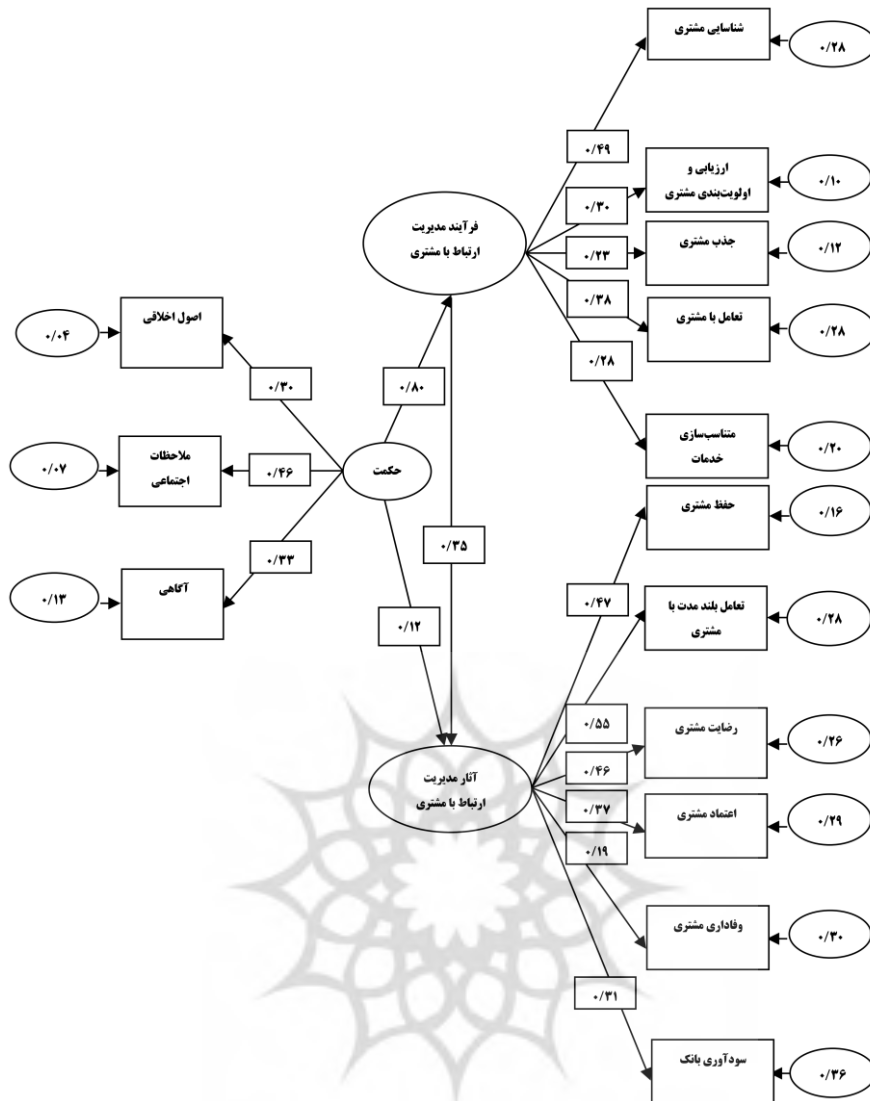 شناسایی مشتری
۰/۲۸
۰/۴۹
ارزیابی و
اولویت‌بندی مشتری
۰/۱۰
۰/۳۰
فرآیند مدیریت
ارتباط با مشتری
جذب مشتری
۰/۱۲
۰/۲۳
تعامل با مشتری
۰/۲۸
۰/۳۸
اصول اخلاقی
۰/۰۴
۰/۲۸
۰/۳۰
۰/۸۰
متناسب‌سازی
خدمات
۰/۲۰
ملاحظات
اجتماعی
۰/۰۷
۰/۴۶
حکمت
حفظ مشتری
۰/۱۶
۰/۳۳
۰/۳۵
آگاهی
۰/۱۳
۰/۴۷
۰/۱۲
تعامل بلند مدت با
مشتری
۰/۲۸
۰/۵۵
رضایت مشتری
۰/۲۶
۰/۴۶
آثار مدیریت
ارتباط با مشتری
۰/۳۷
اعتماد مشتری
۰/۲۹
۰/۱۹
وفاداری مشتری
۰/۳۰
۰/۳۱
سودآوری بانک
۰/۳۶